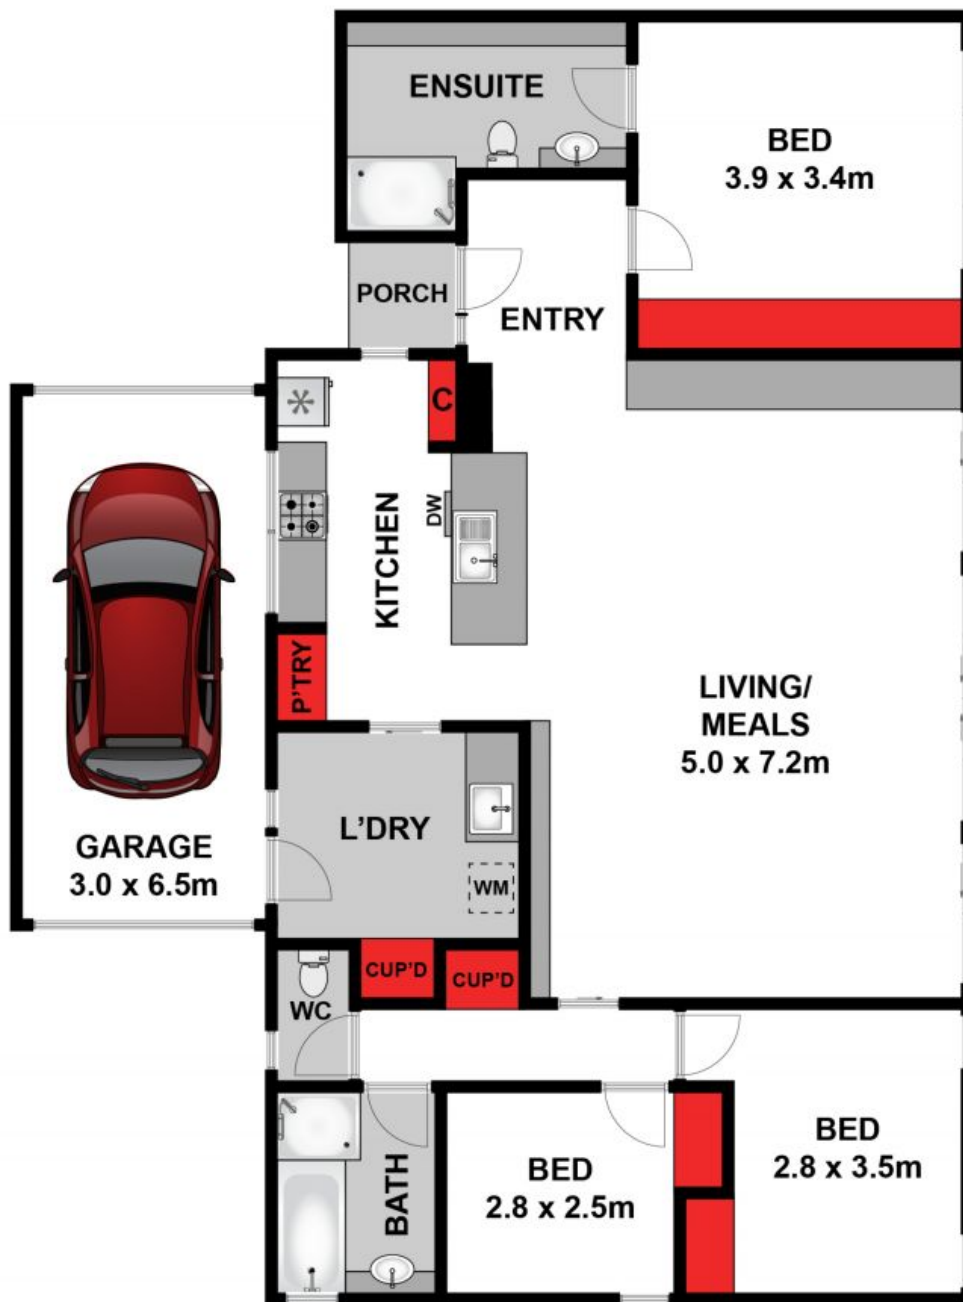 ENSUITE
BED
3.9 x 3.4m
PORCH
ENTRY
C
KITCHEN
DW
P'TRY
LIVING/
MEALS
5.0 x 7.2m
GARAGE
3.0 x 6.5m
L'DRY
WM
CUP'D
CUP'D
WC
BATH
BED
2.8 x 2.5m
BED
2.8 x 3.5m